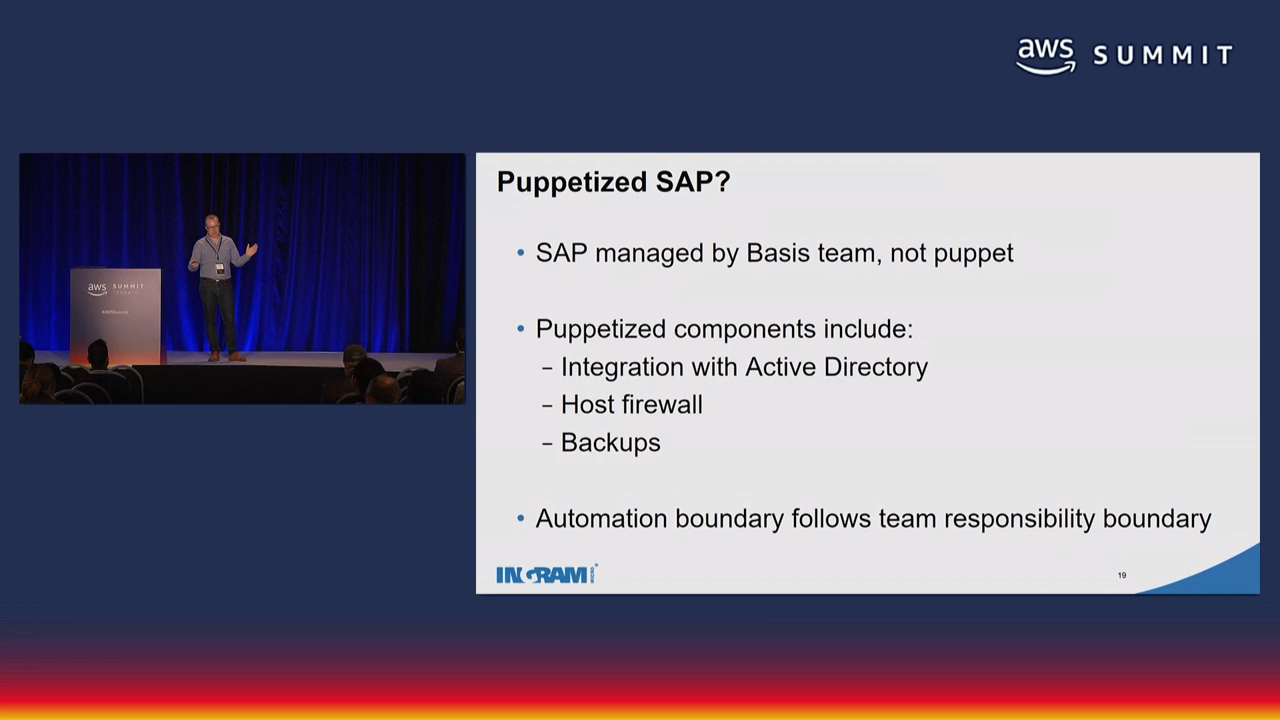 aws SUMMIT
aws SUMMIT
Puppetized SAP?
• SAP managed by Basis team, not puppet
• Puppetized components include:
– Integration with Active Directory
– Host firewall
– Backups
• Automation boundary follows team responsibility boundary
INGRAM MICRO
19